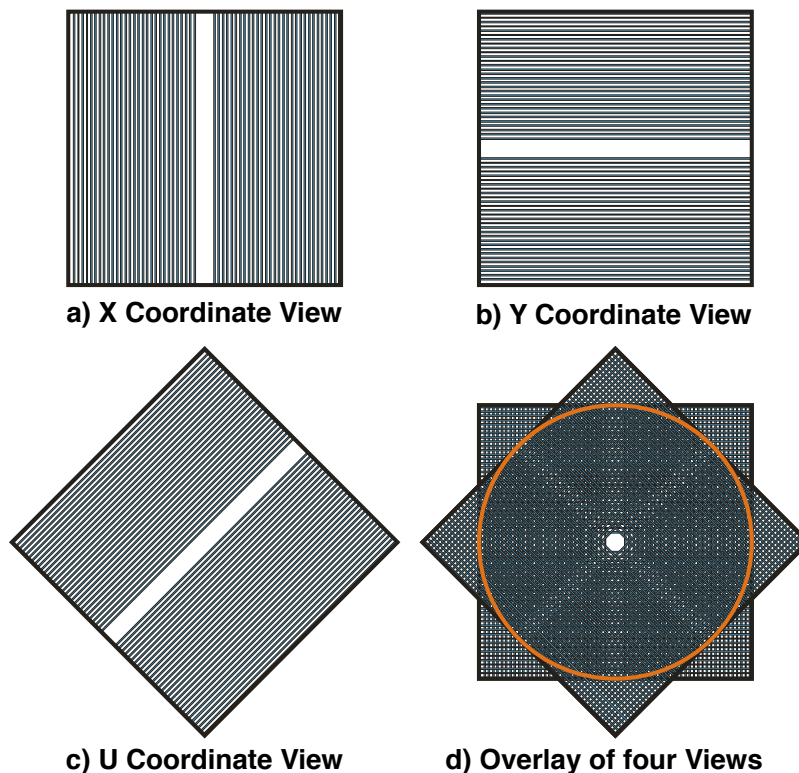 a) X Coordinate View
b) Y Coordinate View
c) U Coordinate View
d) Overlay of four Views